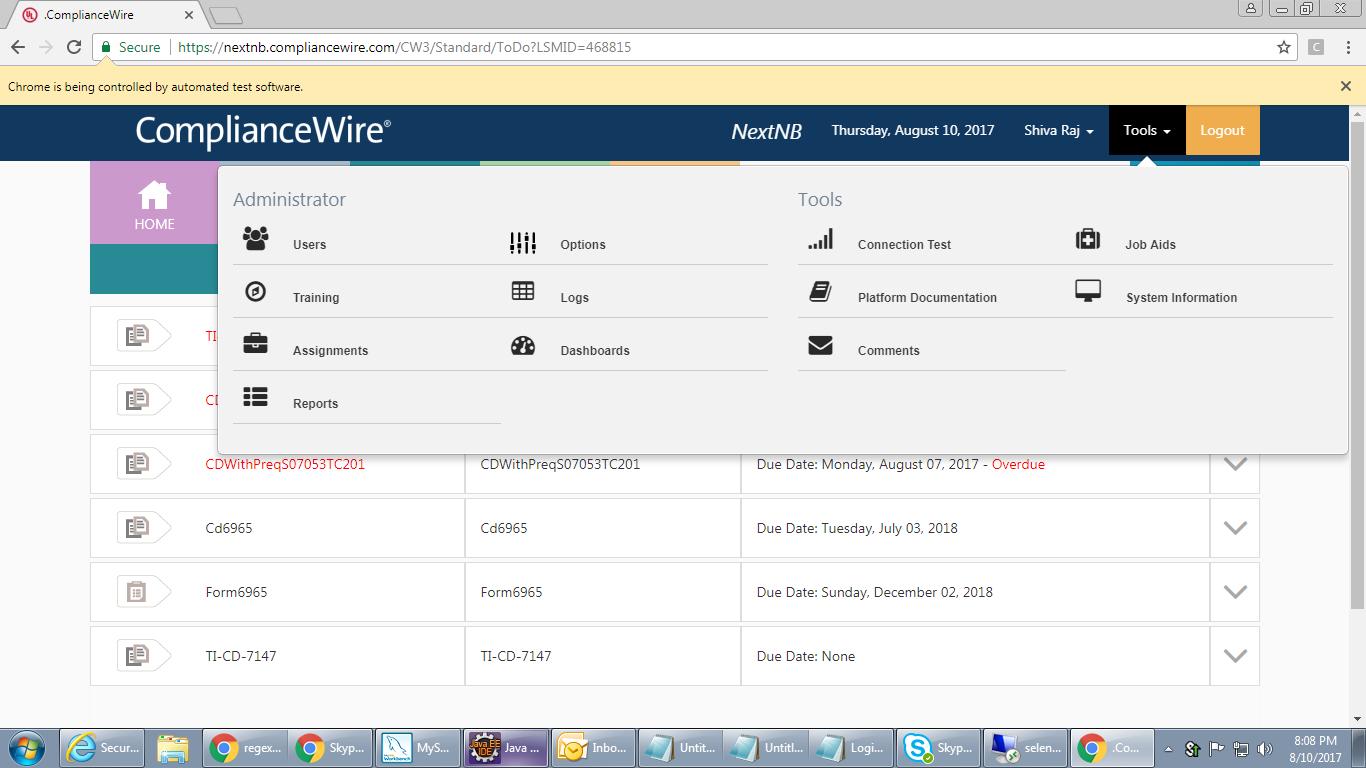 .ComplianceWire
Secure https://nextnb.compliancewire.com/CW3/Standard/ToDo?LSMID=468815
C
Chrome is being controlled by automated test software.
ComplianceWire® NextNB Thursday, August 10, 2017 Shiva Raj Tools Logout
HOME
Administrator Tools
Users Options Connection Test Job Aids
Training Logs Platform Documentation System Information
Assignments Dashboards Comments
Reports
TI-
CD
CDWithPreqS07053TC201 CDWithPreqS07053TC201 Due Date: Monday, August 07, 2017 - Overdue
Cd6965 Cd6965 Due Date: Tuesday, July 03, 2018
Form6965 Form6965 Due Date: Sunday, December 02, 2018
TI-CD-7147 TI-CD-7147 Due Date: None
Secur... regex... Skyp... MyS... Java ... Inbo... Untit... Untitl... Logi... Skyp... selen... .Co... 8:08 PM
8/10/2017